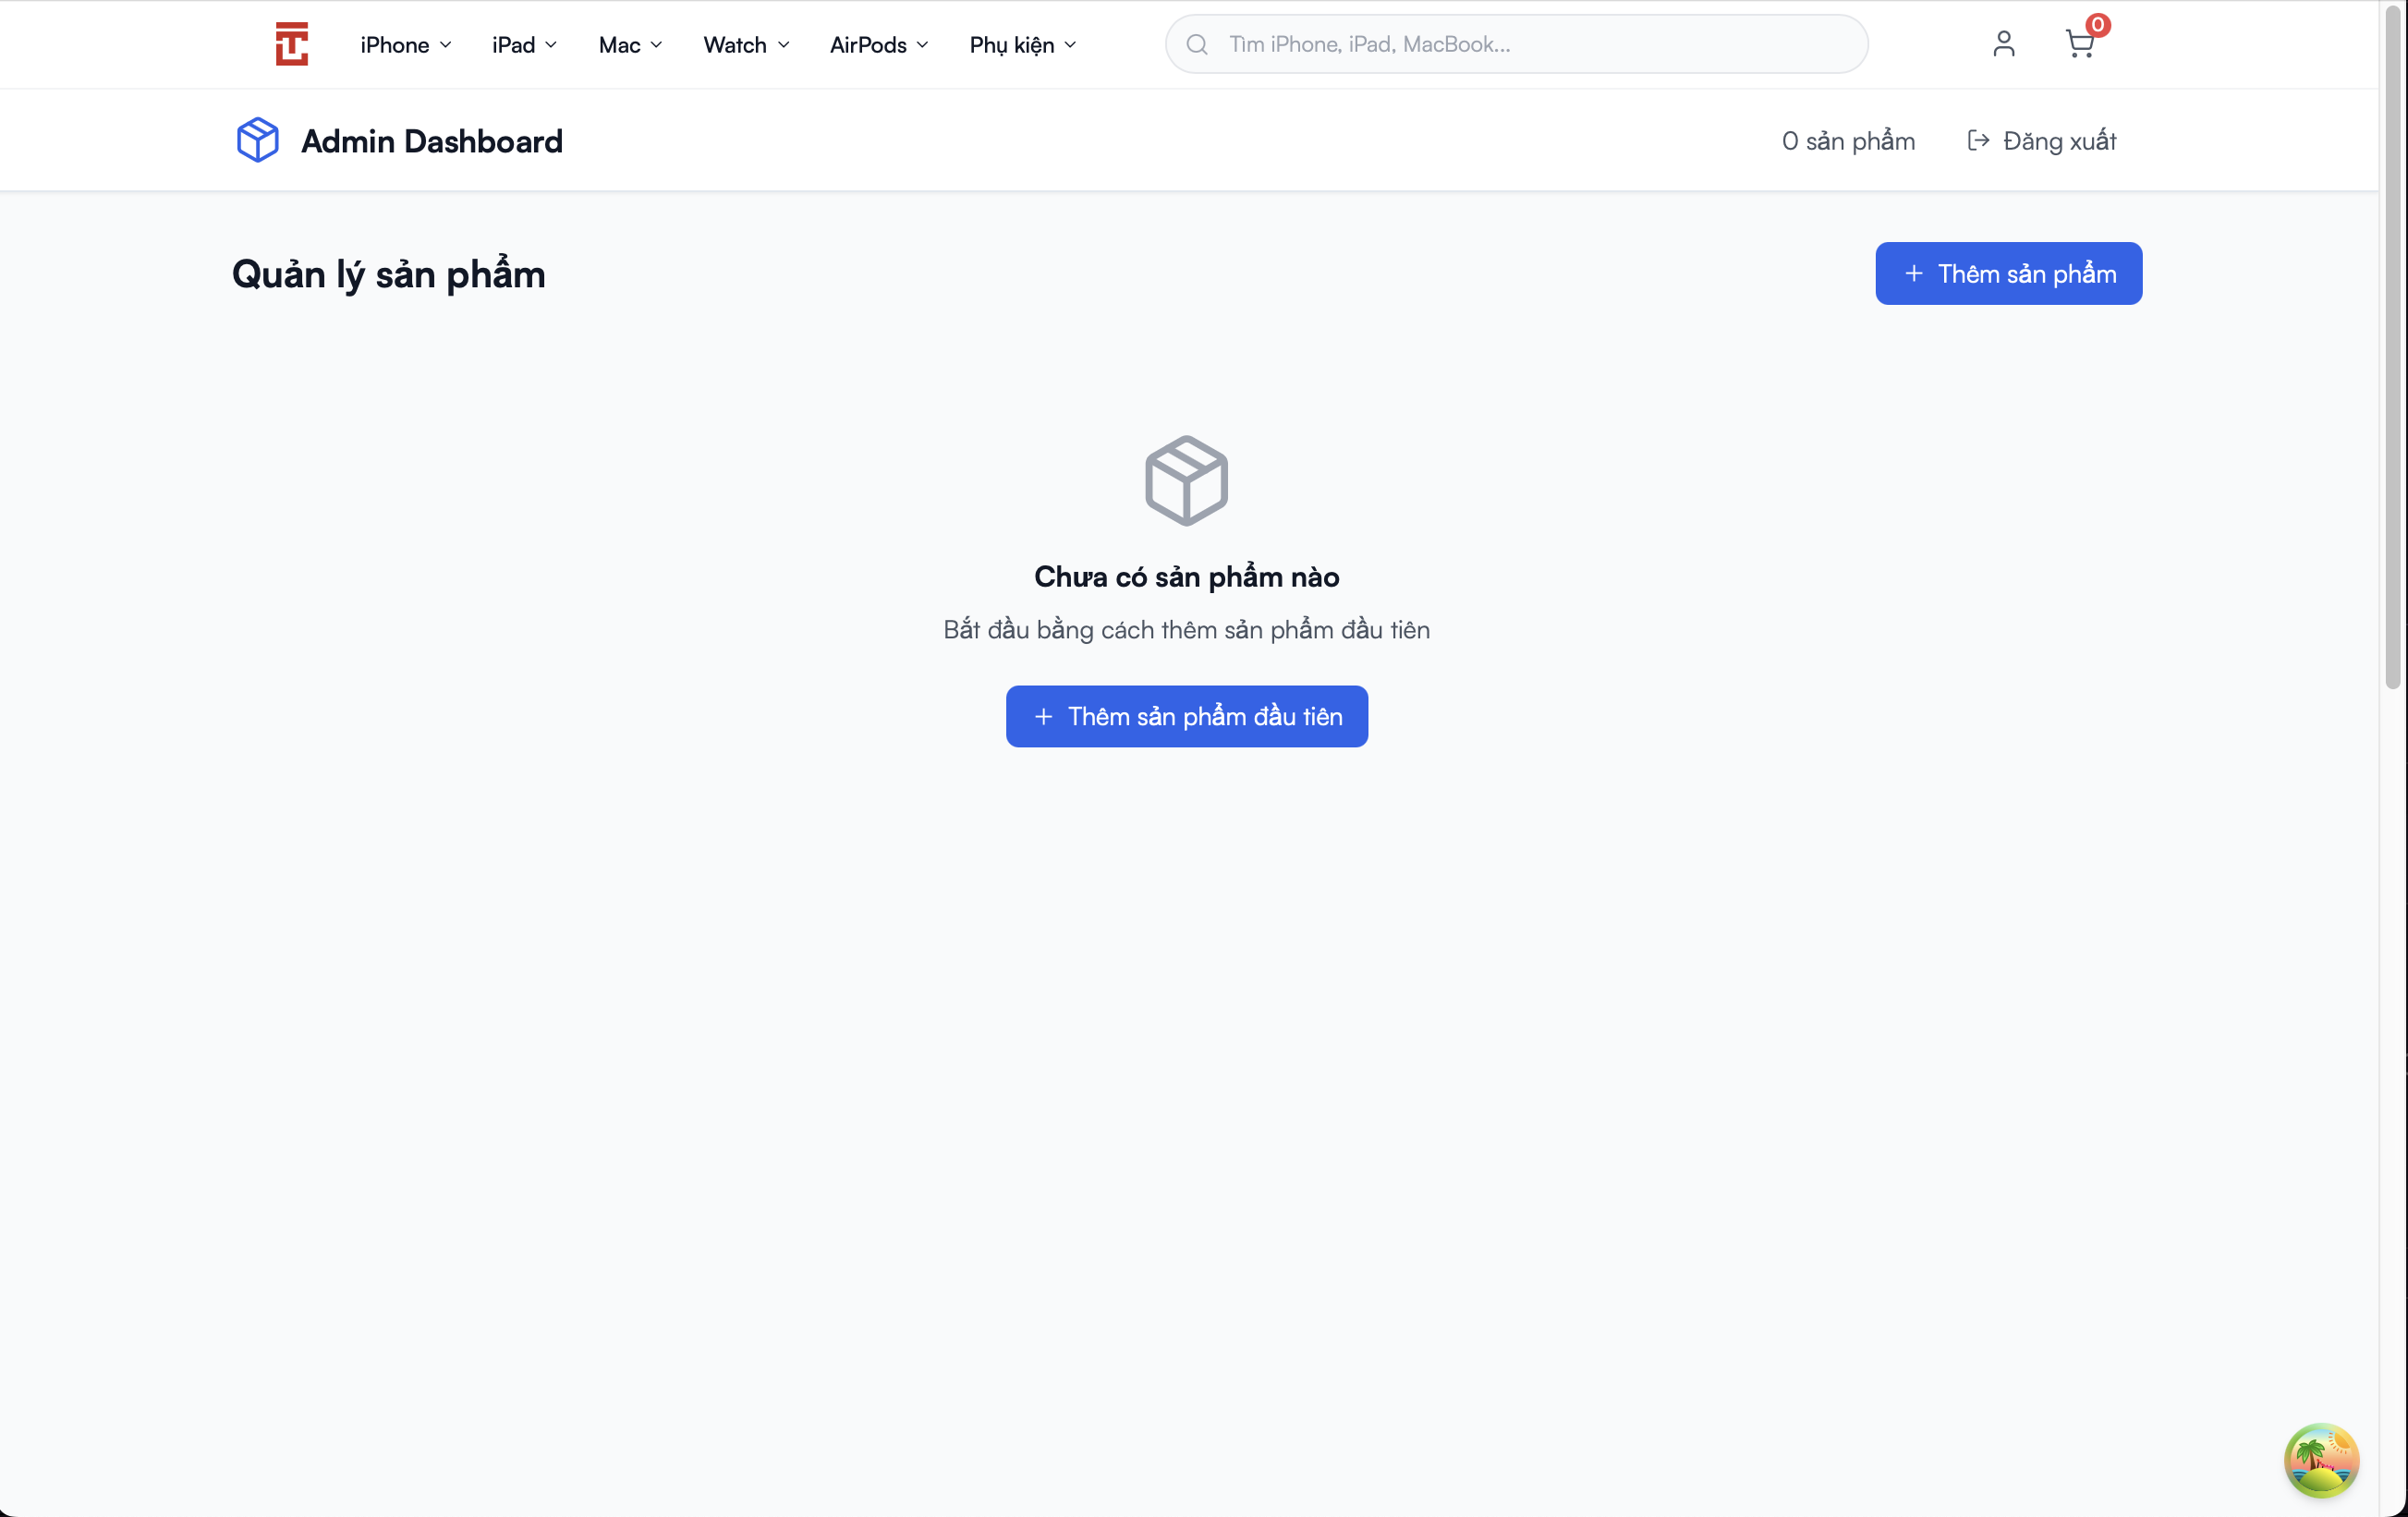 iPhone iPad Mac Watch AirPods Phụ kiện Tìm iPhone, iPad, MacBook... 0
Admin Dashboard 0 sản phẩm Đăng xuất
Quản lý sản phẩm Thêm sản phẩm
Chưa có sản phẩm nào
Bắt đầu bằng cách thêm sản phẩm đầu tiên
Thêm sản phẩm đầu tiên